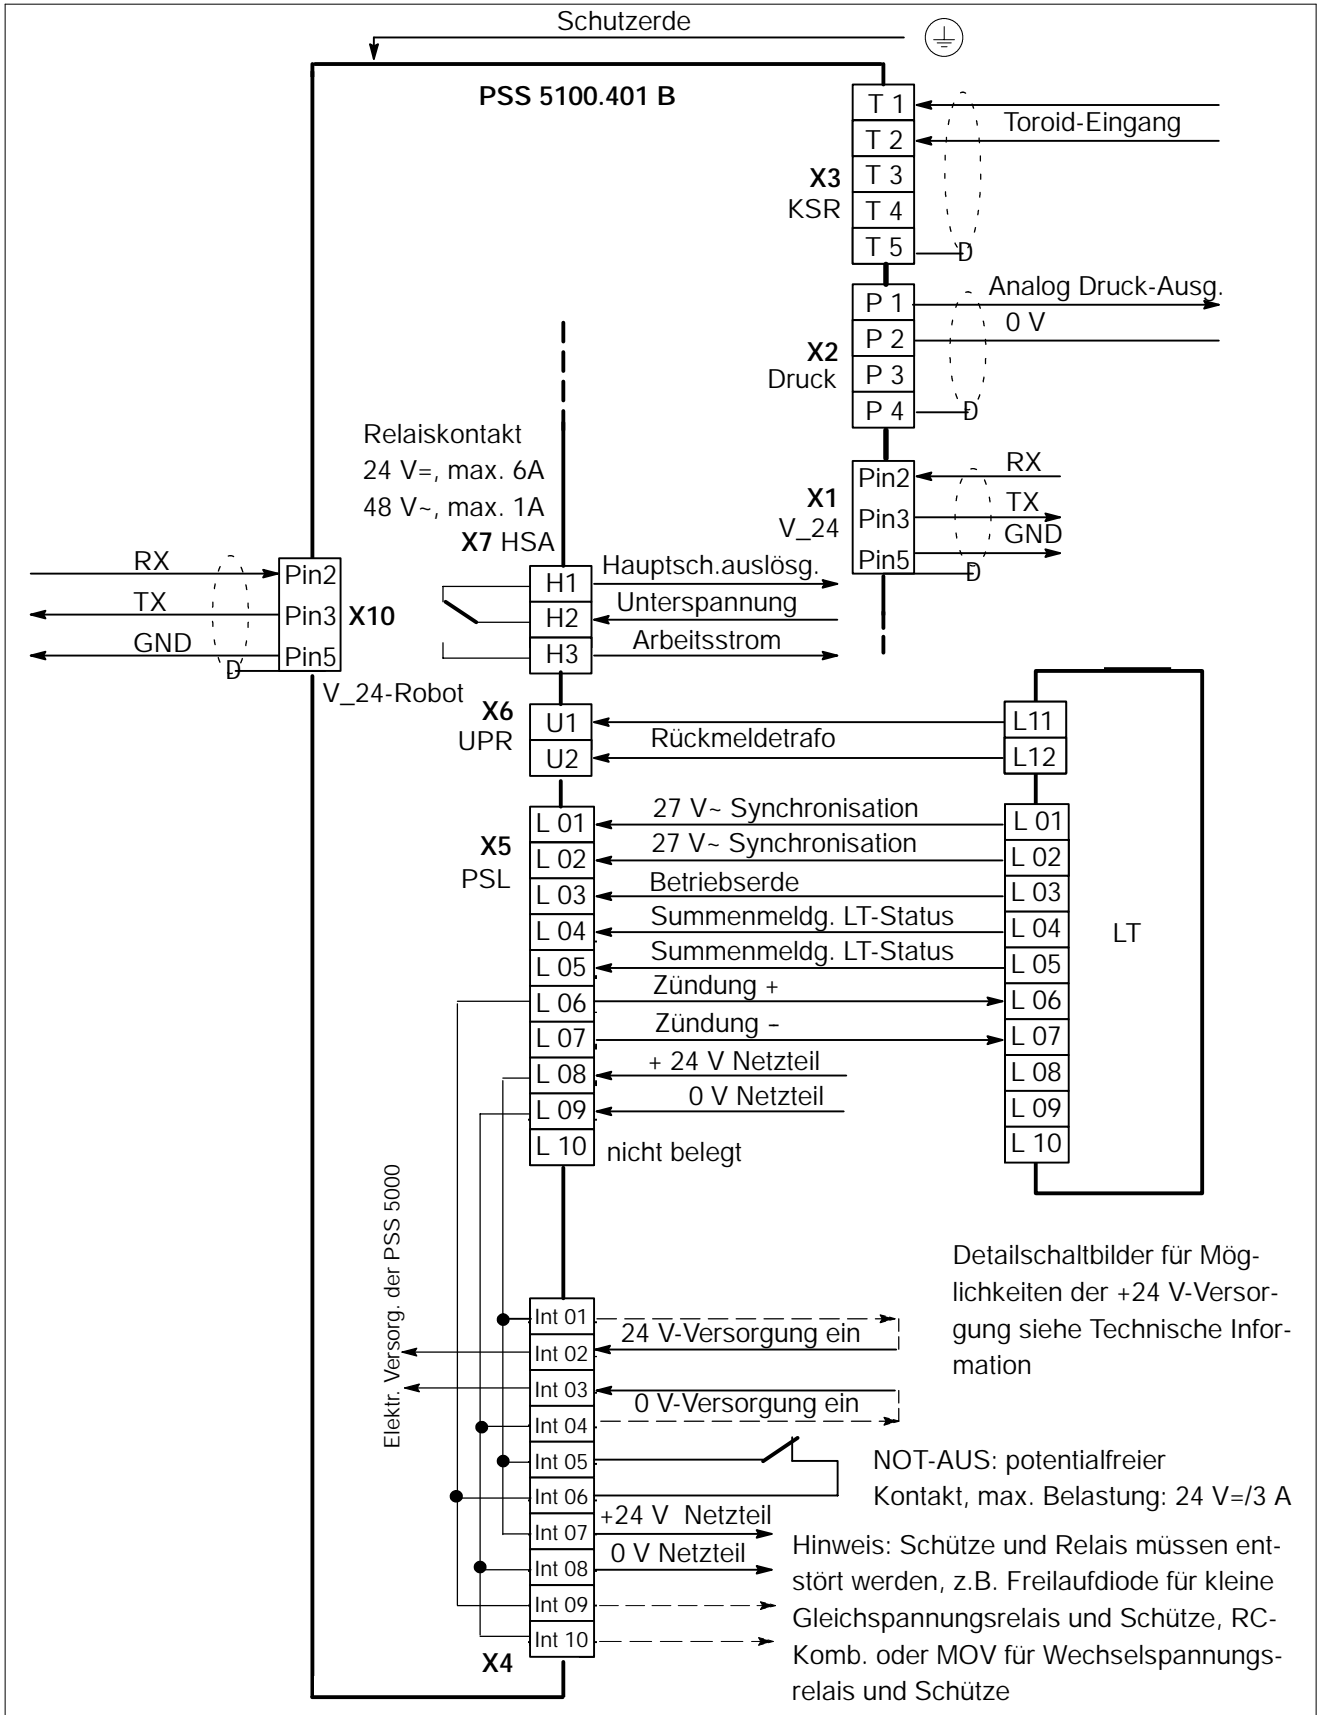 Schutzerde
PSS 5100.401 B
T 1
Toroid-Eingang
T 2
X3
KSR
T 3
T 4
T 5
D
P 1
Analog Druck-Ausg.
0 V
P 2
X2
Druck
P 3
P 4
D
Relaiskontakt
24 V=, max. 6A
48 V~, max. 1A
X1
V_24
Pin2
RX
Pin3
TX
GND
Pin5
D
X7 HSA
H1
Hauptsch.auslösg.
H2
Unterspannung
H3
Arbeitsstrom
RX
Pin2
TX
Pin3
X10
GND
Pin5
D
V_24-Robot
X6
UPR
U1
U2
Rückmeldetrafo
L11
L12
X5
PSL
L 01
27 V~ Synchronisation
L 01
L 02
27 V~ Synchronisation
L 02
L 03
Betriebserde
L 03
L 04
Summenmeldg. LT-Status
L 04
LT
L 05
Summenmeldg. LT-Status
L 05
L 06
Zündung +
L 06
L 07
Zündung -
L 07
L 08
+ 24 V Netzteil
L 08
L 09
0 V Netzteil
L 09
L 10
nicht belegt
L 10
Elektr. Versorg. der PSS 5000
Detailschaltbilder für Mög-
lichkeiten der +24 V-Versor-
gung siehe Technische Infor-
mation
Int 01
24 V-Versorgung ein
Int 02
Int 03
0 V-Versorgung ein
Int 04
Int 05
Int 06
NOT-AUS: potentialfreier
Kontakt, max. Belastung: 24 V=/3 A
Int 07
+24 V Netzteil
Int 08
0 V Netzteil
Int 09
Int 10
X4
Hinweis: Schütze und Relais müssen ent-
stört werden, z.B. Freilaufdiode für kleine
Gleichspannungsrelais und Schütze, RC-
Komb. oder MOV für Wechselspannungs-
relais und Schütze